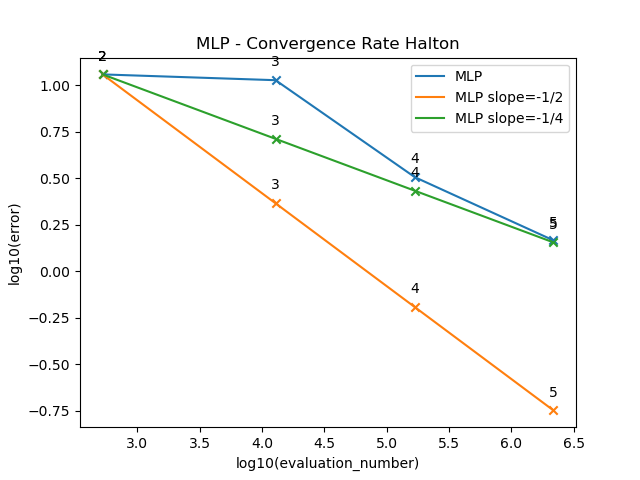 MLP - Convergence Rate Halton
MLP
MLP slope=-1/2
MLP slope=-1/4
2
3
3
3
4
4
4
5
5
5
1.00
0.75
0.50
0.25
0.00
−0.25
−0.50
−0.75
log10(error)
3.0 3.5 4.0 4.5 5.0 5.5 6.0 6.5
log10(evaluation_number)